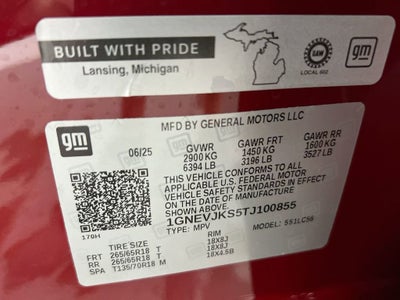 BUILT WITH PRIDE
Lansing, Michigan
UAW
LOCAL 602
gm
gm
MFD BY GENERAL MOTORS LLC
06/25 GVWR GAWR FRT GAWR RR
2900 KG 1450 KG 1600 KG
6394 LB 3196 LB 3527 LB
THIS VEHICLE CONFORMS TO ALL
APPLICABLE U.S. FEDERAL MOTOR
VEHICLE SAFETY STANDARDS IN EFFECT
ON THE DATE OF MANUFACTURE
SHOWN ABOVE.
1GNEVJKS5TJ100855
TYPE: MPV MODEL: 551LC56
170H
TIRE SIZE RIM
FRT 265/65R18 T 18X8J
RR 265/65R18 T 18X8J
SPA T135/70R18 M 18X4.5B